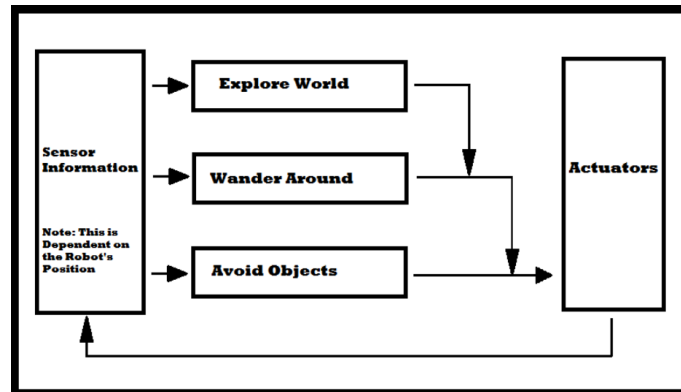 Explore World
Sensor
Information
Wander Around
Actuators
Note: This is
Dependent on
the Robot's
Position
Avoid Objects